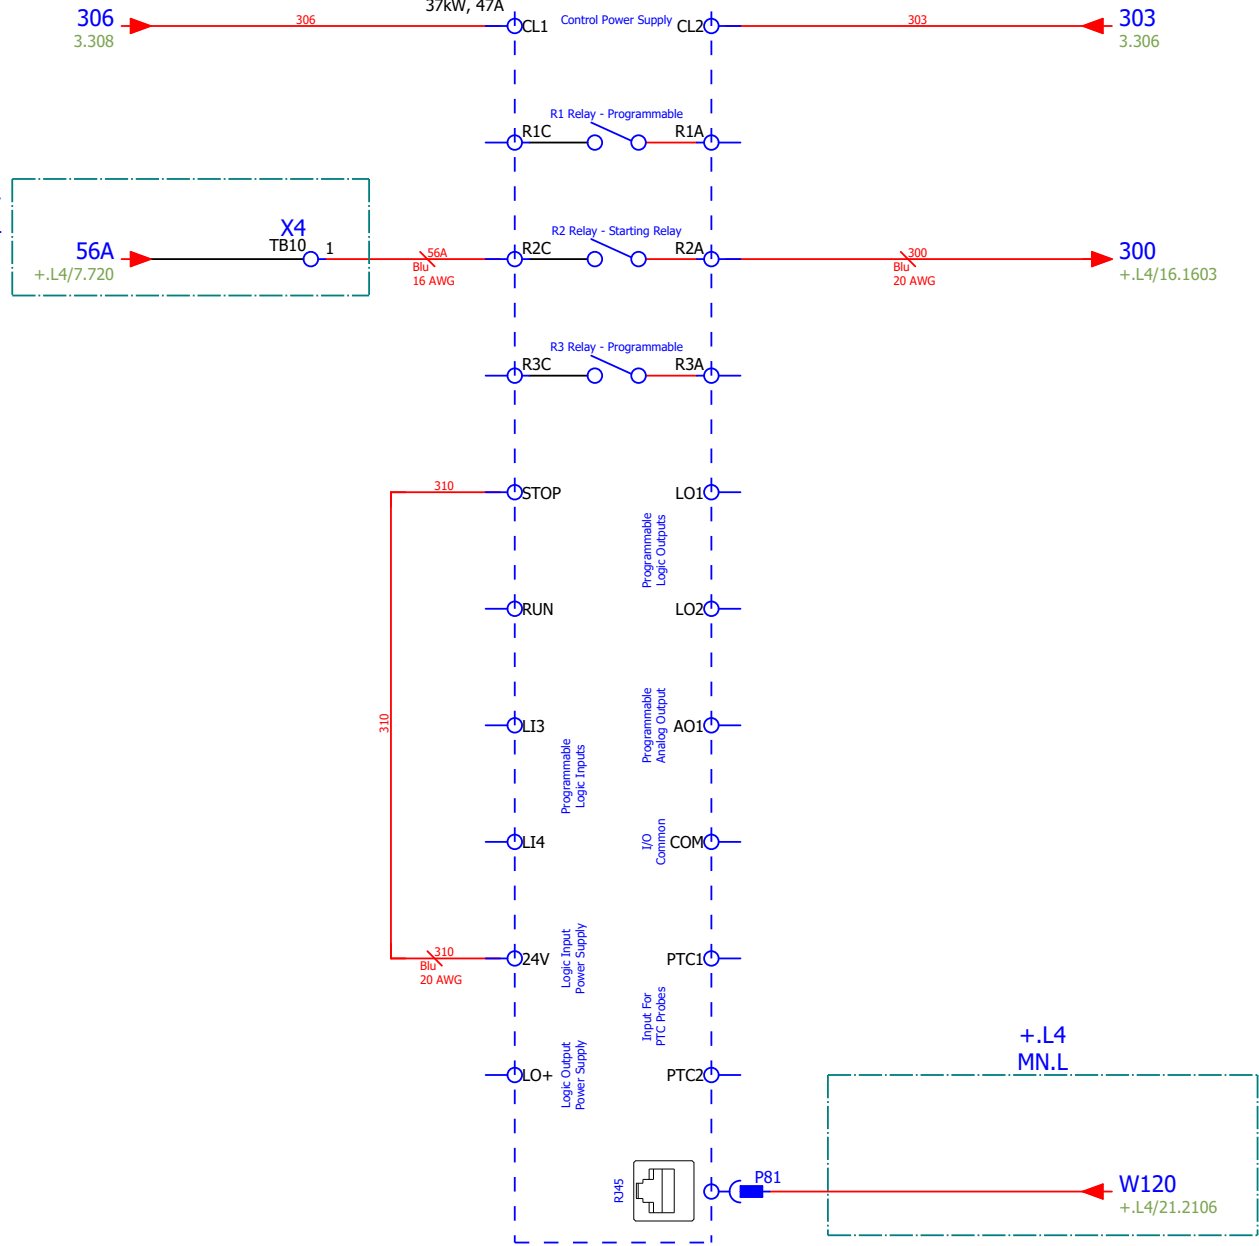 37kW, 47A
306
3.308
306
CL1
Control Power Supply
CL2
303
303
3.306
R1 Relay - Programmable
R1C
R1A
X4
TB10
1
56A
+.L4/7.720
56A
Blu
16 AWG
R2 Relay - Starting Relay
R2C
R2A
300
Blu
20 AWG
300
+.L4/16.1603
R3 Relay - Programmable
R3C
R3A
310
STOP
LO1
Programmable
Logic Outputs
RUN
LO2
310
LI3
Programmable
Analog Output
AO1
Programmable
Logic Inputs
LI4
I/O
Common
COM
310
Blu
20 AWG
24V
Logic Input
Power Supply
PTC1
Input For
PTC Probes
LO+
Logic Output
Power Supply
PTC2
+.L4
MN.L
RJ45
P81
W120
+.L4/21.2106